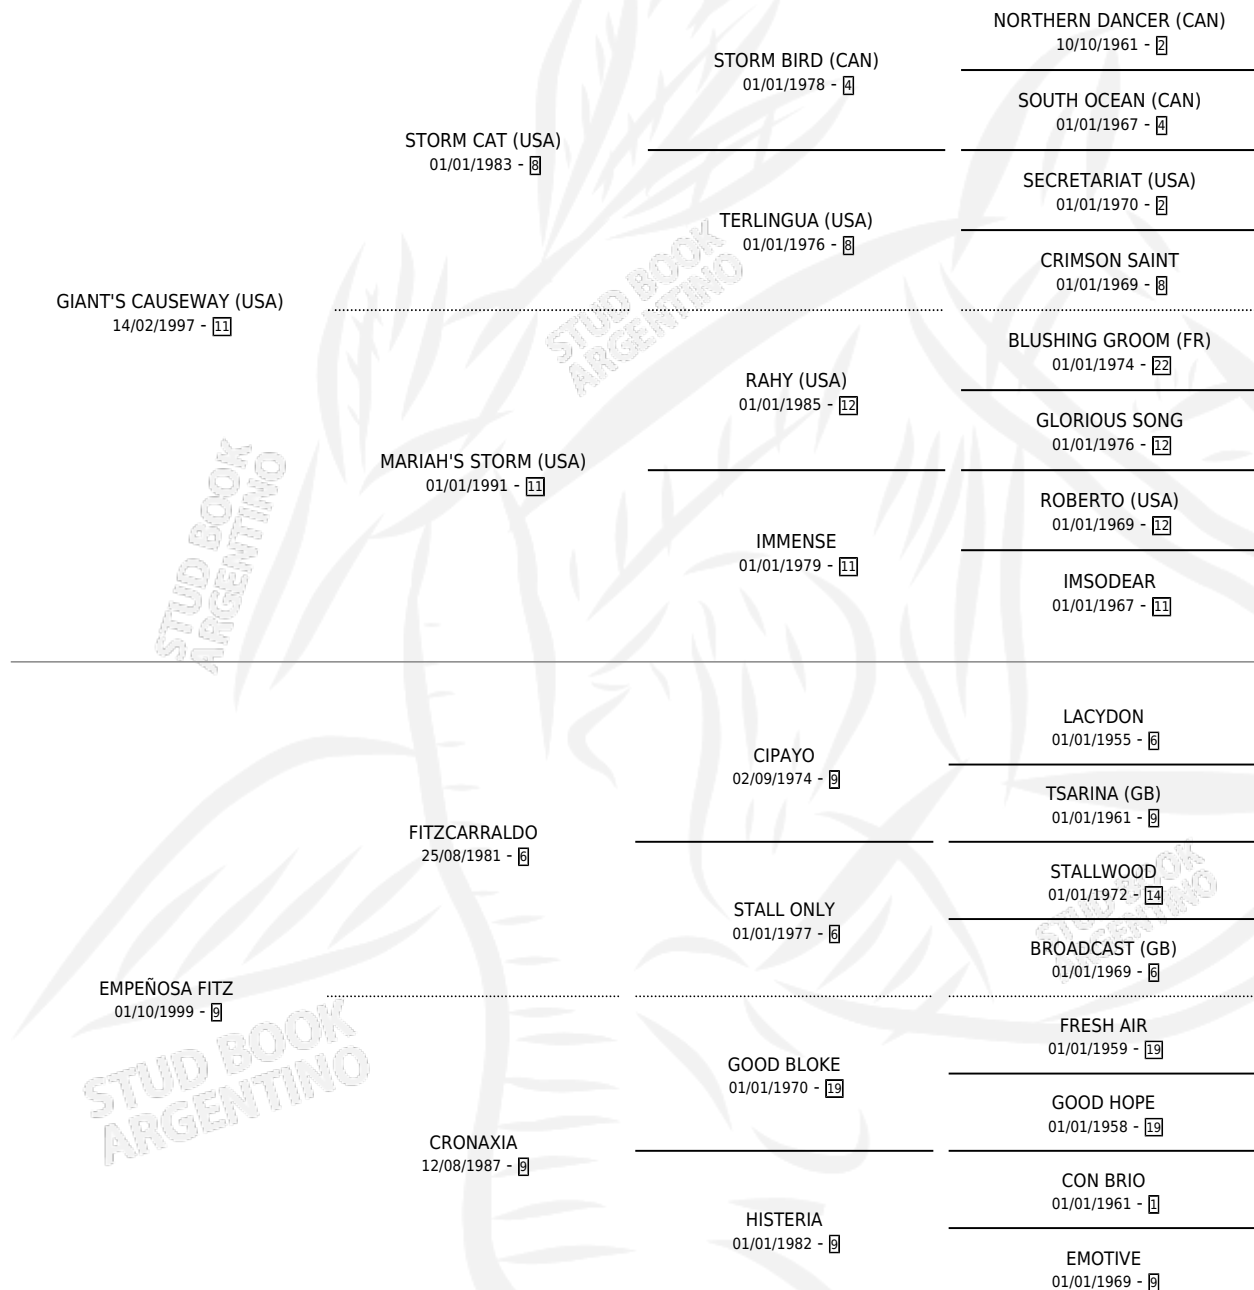 NORTHERN DANCER (CAN)
10/10/1961 - 2
STORM BIRD (CAN)
01/01/1978 - 4
SOUTH OCEAN (CAN)
01/01/1967 - 4
STORM CAT (USA)
01/01/1983 - 8
SECRETARIAT (USA)
01/01/1970 - 2
TERLINGUA (USA)
01/01/1976 - 8
CRIMSON SAINT
01/01/1969 - 8
GIANT'S CAUSEWAY (USA)
14/02/1997 - 11
BLUSHING GROOM (FR)
01/01/1974 - 22
RAHY (USA)
01/01/1985 - 12
GLORIOUS SONG
01/01/1976 - 12
MARIAH'S STORM (USA)
01/01/1991 - 11
ROBERTO (USA)
01/01/1969 - 12
IMMENSE
01/01/1979 - 11
IMSODEAR
01/01/1967 - 11
LACYDON
01/01/1955 - 6
CIPAYO
02/09/1974 - 9
TSARINA (GB)
01/01/1961 - 9
FITZCARRALDO
25/08/1981 - 6
STALLWOOD
01/01/1972 - 14
STALL ONLY
01/01/1977 - 6
BROADCAST (GB)
01/01/1969 - 6
EMPEÑOSA FITZ
01/10/1999 - 9
FRESH AIR
01/01/1959 - 19
GOOD BLOKE
01/01/1970 - 19
GOOD HOPE
01/01/1958 - 19
CRONAXIA
12/08/1987 - 9
CON BRIO
01/01/1961 - 1
HISTERIA
01/01/1982 - 9
EMOTIVE
01/01/1969 - 9
STUD BOOK
ARGENTINO
STUD BOOK
ARGENTINO
STUD BOOK
ARGENTINO
STUD BOOK
ARGENTINO